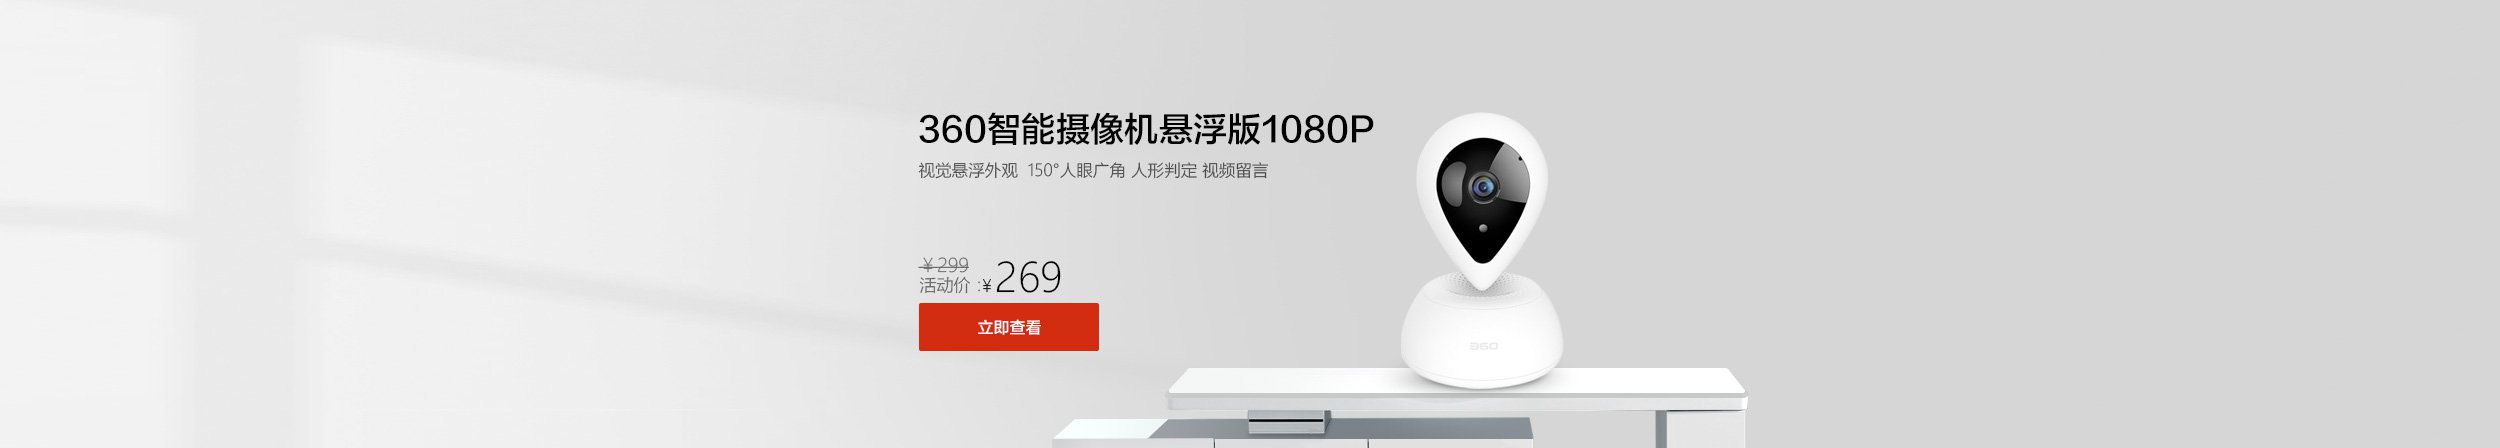 360智能摄像机悬浮版1080P
视觉悬浮外观 150°人眼广角 人形判定 视频留言
¥299
活动价 :¥269
立即查看
360